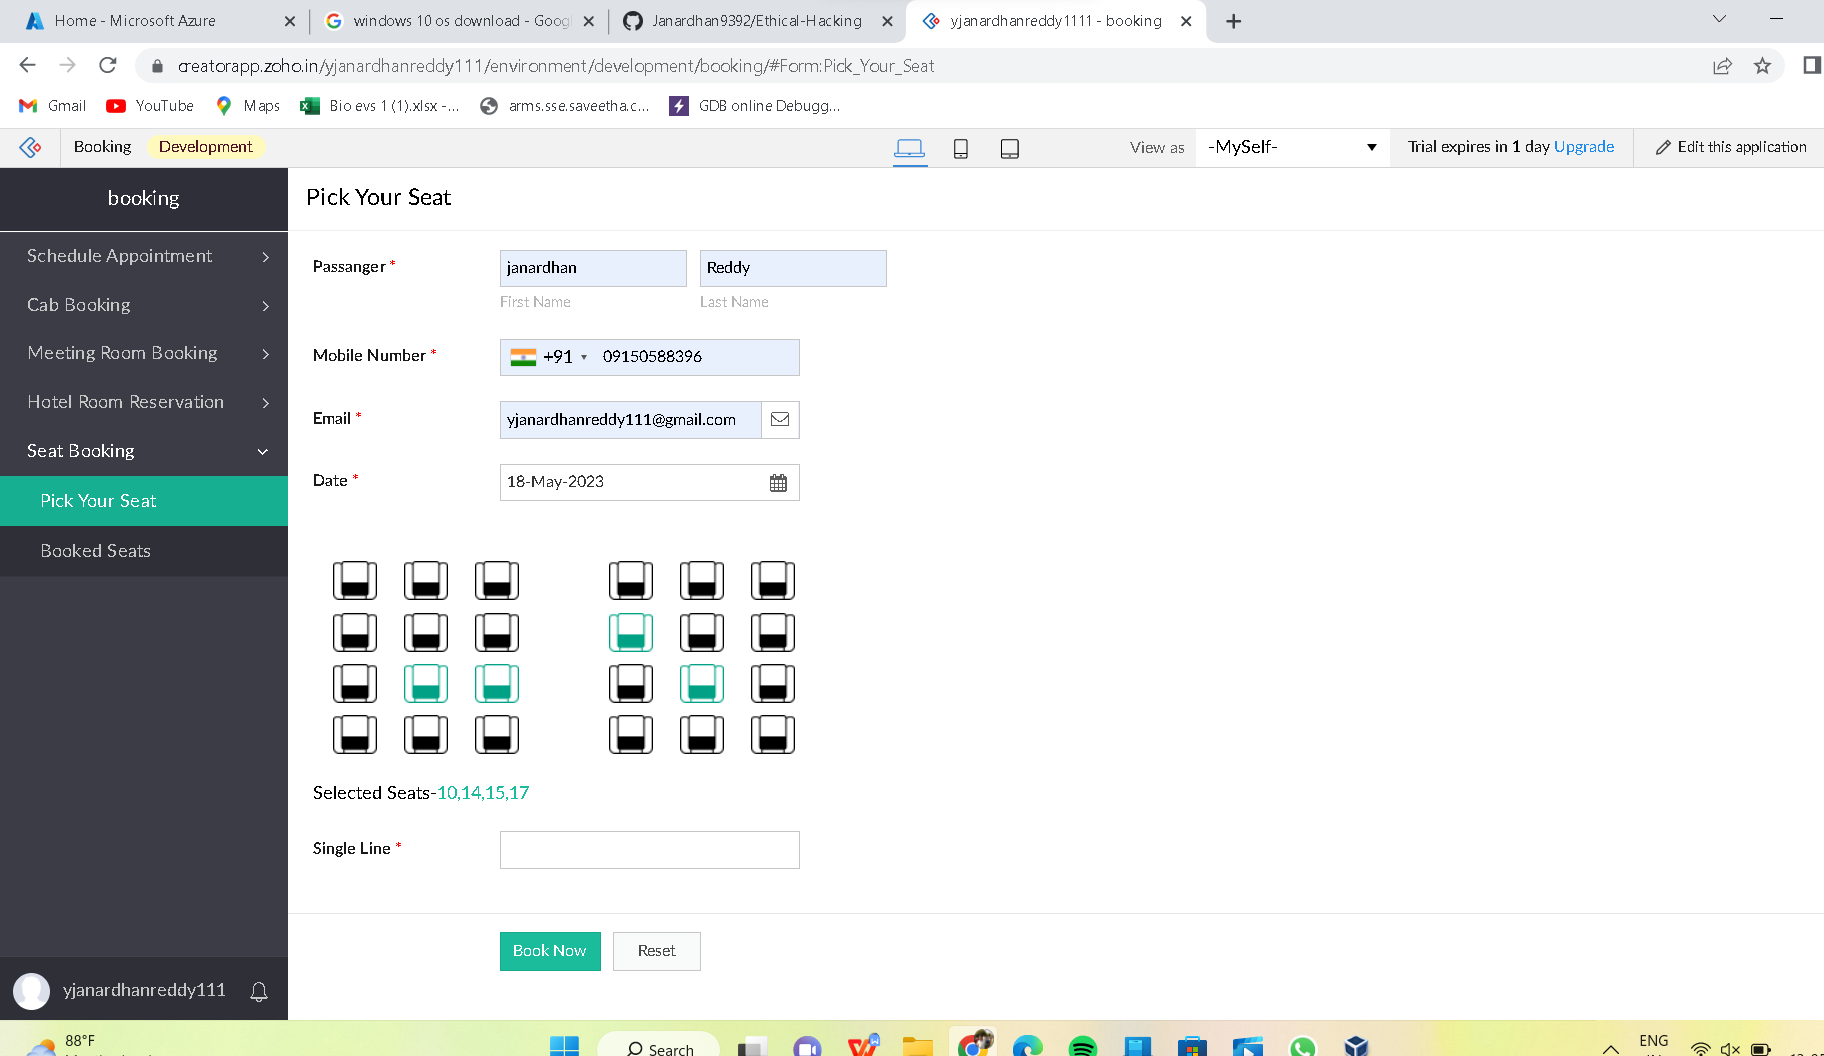 Home - Microsoft Azure
windows 10 os download - Goog
Janardhan9392/Ethical-Hacking
yjanardhanreddy1111 - booking
creatorapp.zoho.in/yjanardhanreddy111/environment/development/booking/#Form:Pick_Your_Seat
Gmail
YouTube
Maps
Bio evs 1 (1).xlsx -...
arms.sse.saveetha.c...
GDB online Debugg...
Booking
Development
View as
-MySelf-
Trial expires in 1 day Upgrade
Edit this application
booking
Schedule Appointment
Cab Booking
Meeting Room Booking
Hotel Room Reservation
Seat Booking
Pick Your Seat
Booked Seats
yjanardhanreddy111
Pick Your Seat
Passanger *
janardhan
Reddy
First Name
Last Name
Mobile Number *
+91
09150588396
Email *
yjanardhanreddy111@gmail.com
Date *
18-May-2023
Selected Seats-10,14,15,17
Single Line *
Book Now
Reset
88°F
Search
ENG